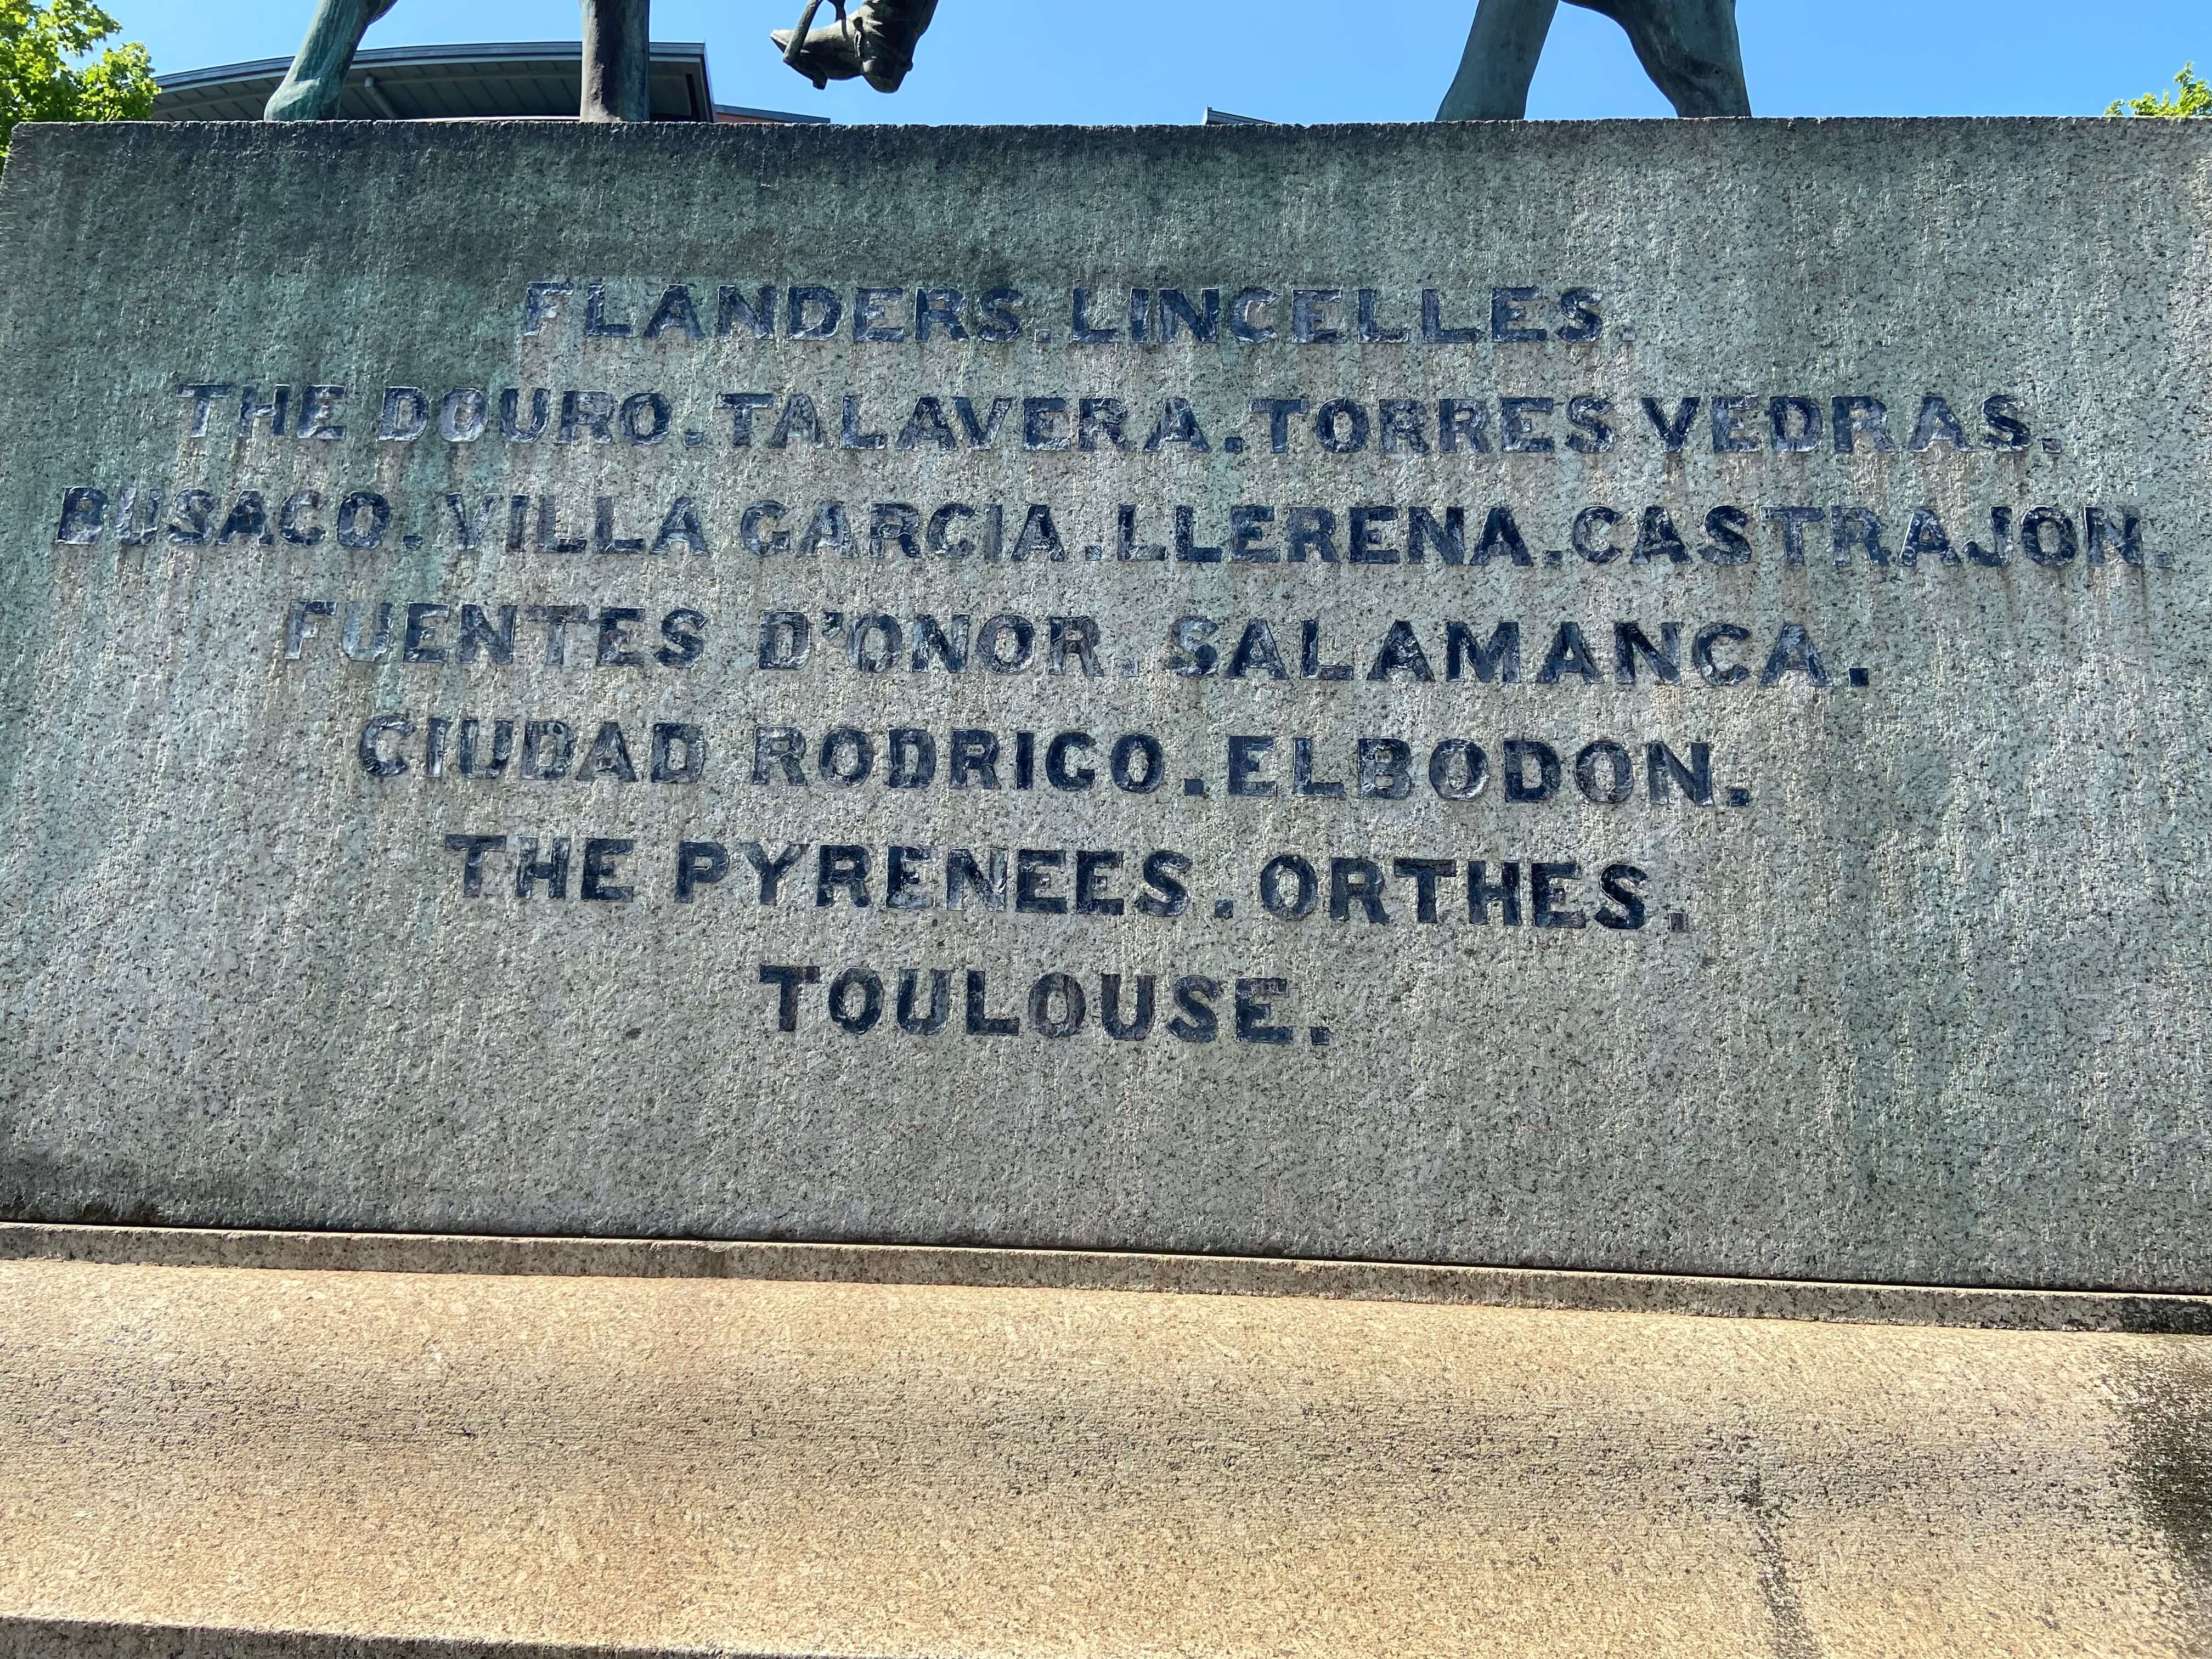 FLANDERS. LINCELLES.
THE DOURO. TALAVERA. TORRES VEDRAS.
BUSACO. VILLA GARCIA. LLERENA. CASTRAJON.
FUENTES D'ONOR. SALAMANCA.
CIUDAD RODRIGO. ELBODON.
THE PYRENEES. ORTHES.
TOULOUSE.